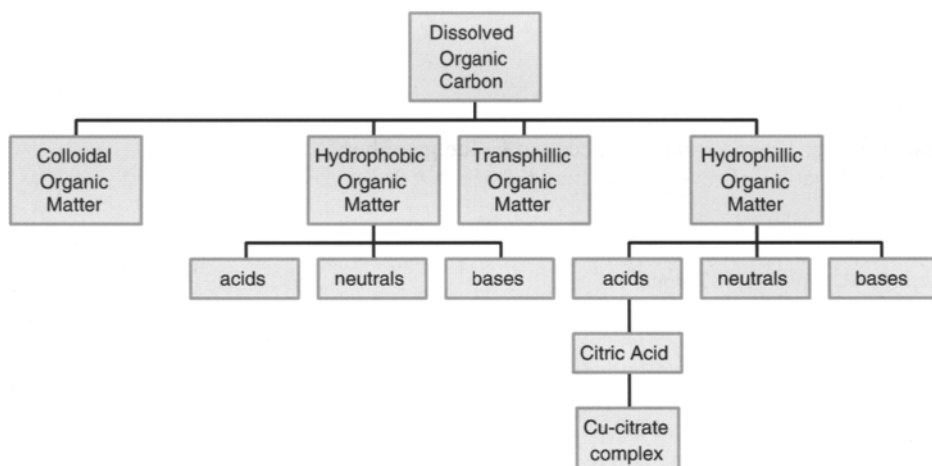 Dissolved
Organic
Carbon
Colloidal
Organic
Matter
Hydrophobic
Organic
Matter
Transphillic
Organic
Matter
Hydrophillic
Organic
Matter
acids
neutrals
bases
acids
neutrals
bases
Citric Acid
Cu-citrate
complex